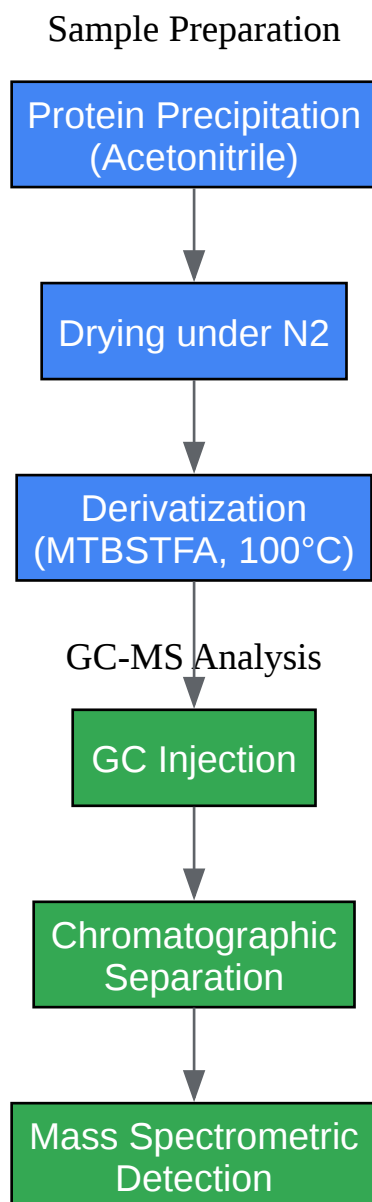 Sample Preparation
Protein Precipitation
(Acetonitrile)
Drying under N2
Derivatization
(MTBSTFA, 100°C)
GC-MS Analysis
GC Injection
Chromatographic
Separation
Mass Spectrometric
Detection